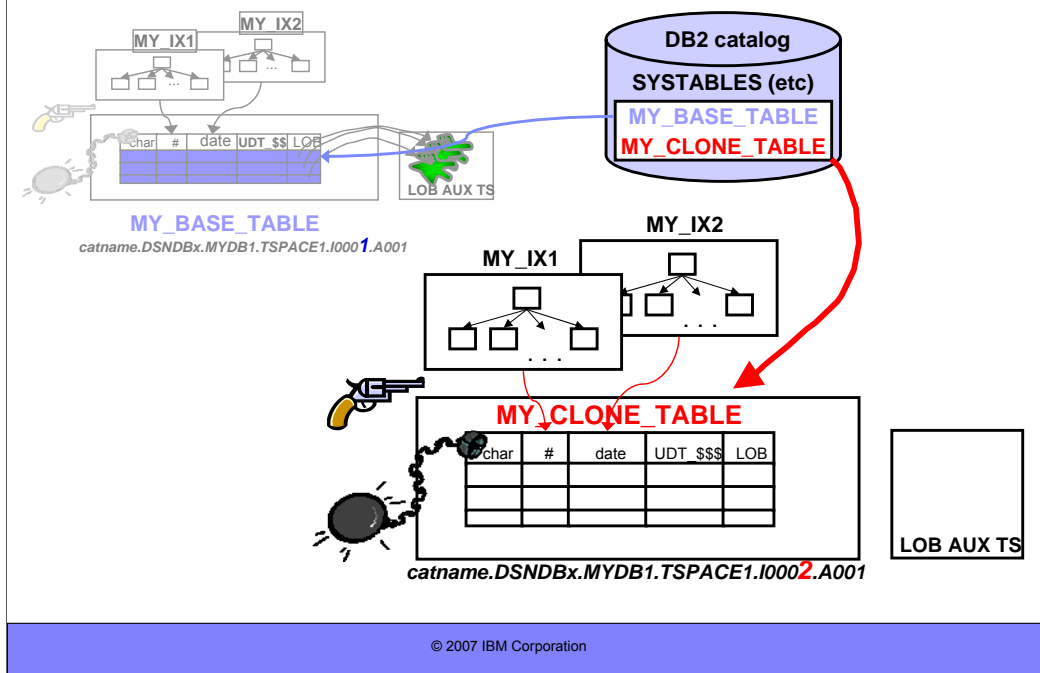 MY_IX2
MY_IX1
...
MY_BASE_TABLE
char # date UDT_$$ LOB
LOB AUX TS
catname.DSNDBx.MYDB1.TSPACE1.I0001.A001
DB2 catalog
SYSTABLES (etc)
MY_BASE_TABLE
MY_CLONE_TABLE
MY_IX2
MY_IX1
. . .
. . .
MY_CLONE_TABLE
char # date UDT_$$$ LOB
LOB AUX TS
catname.DSNDBx.MYDB1.TSPACE1.I0002.A001
© 2007 IBM Corporation